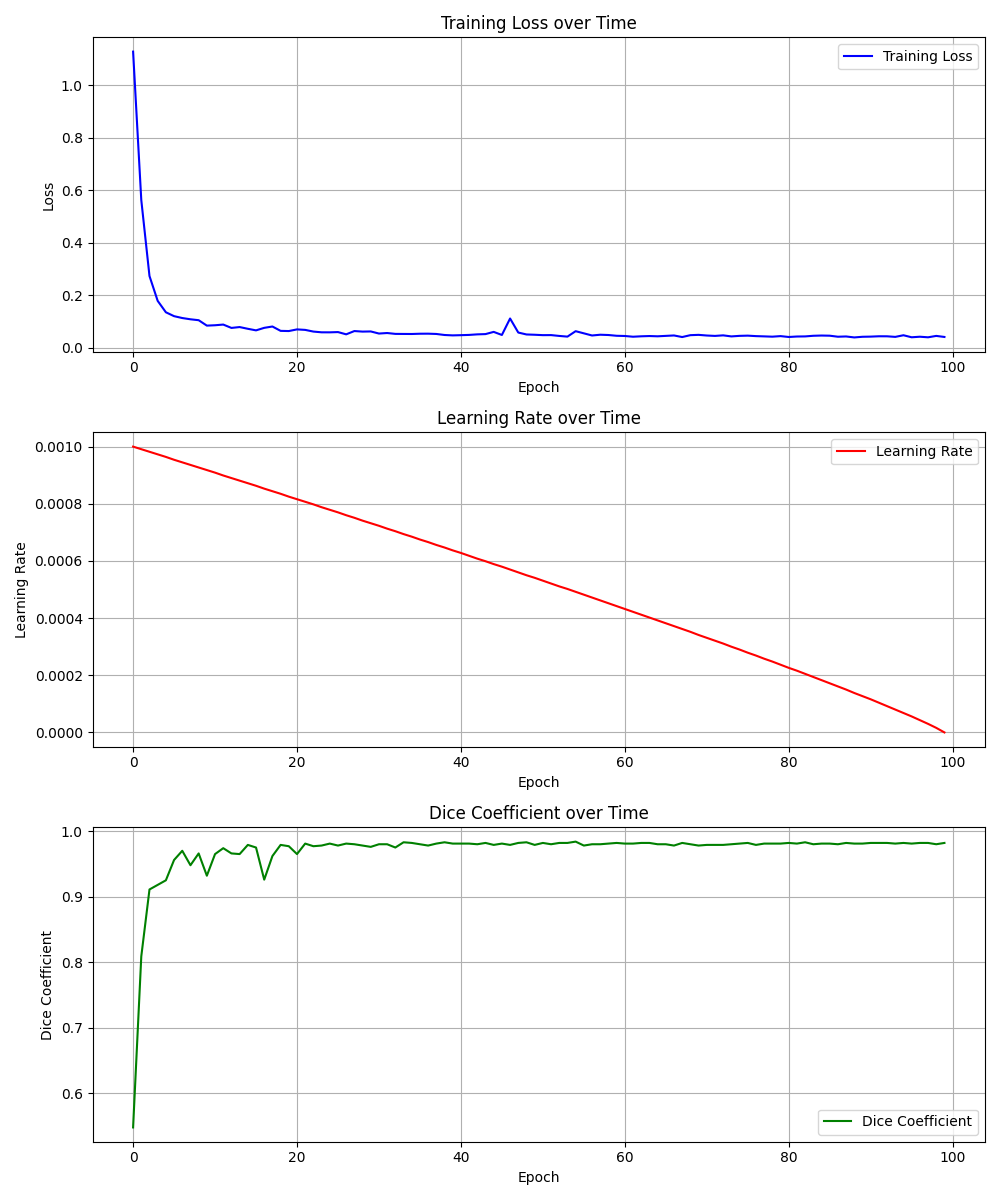 Training Loss over Time
Training Loss
1.0
0.8
0.6
0.4
0.2
0.0
Loss
0 20 40 60 80 100
Epoch
Learning Rate over Time
Learning Rate
0.0010
0.0008
0.0006
0.0004
0.0002
0.0000
Learning Rate
0 20 40 60 80 100
Epoch
Dice Coefficient over Time
1.0
0.9
0.8
0.7
0.6
Dice Coefficient
Dice Coefficient
0 20 40 60 80 100
Epoch